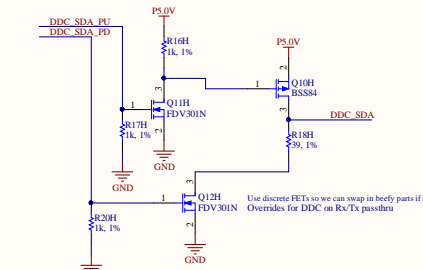 P5.0V
DDC_SDA_PU
DDC_SDA_PD
R16H
1k, 1%
P5.0V
2
3
1
Q10H
BSS84
1
Q11H
FDV301N
3
DDC_SDA
R17H
1k, 1%
2
R18H
39, 1%
GND
GND
3
Q12H
FDV301N
1
Use discrete FETs so we can swap in beefy parts if
Overrides for DDC on Rx/Tx passthru
R20H
1k, 1%
2
GND